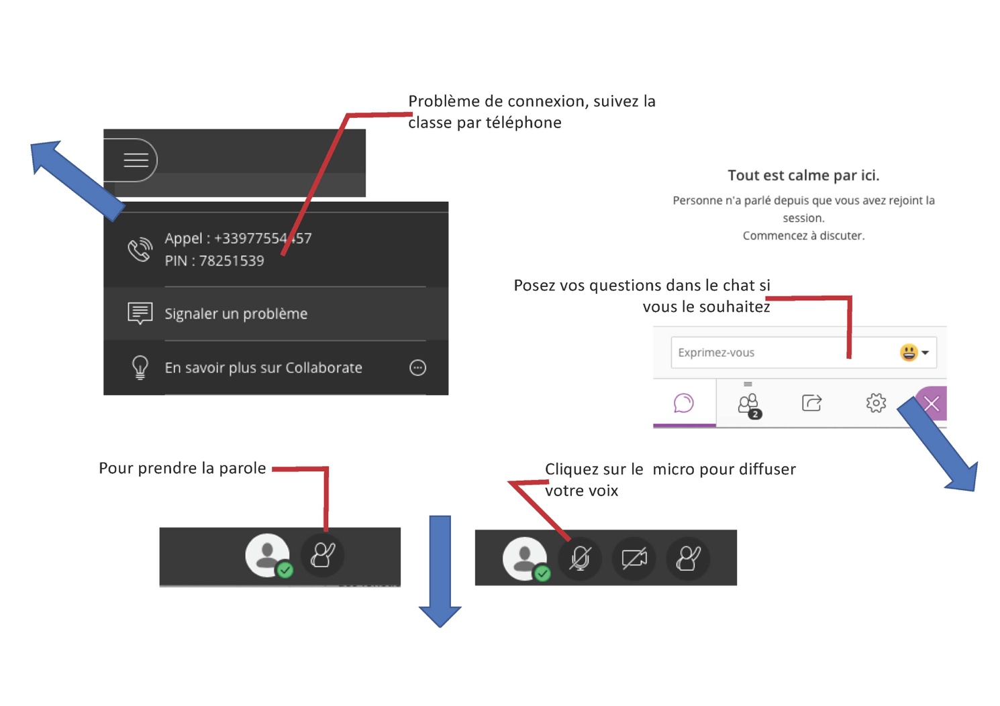 Problème de connexion, suivez la
classe par téléphone
Appel : +33977554457
PIN : 78251539
Signaler un problème
En savoir plus sur Collaborate
Tout est calme par ici.
Personne n'a parlé depuis que vous avez rejoint la
session.
Commencez à discuter.
Posez vos questions dans le chat si
vous le souhaitez
Exprimez-vous
2
Pour prendre la parole
Cliquez sur le  micro pour diffuser
votre voix